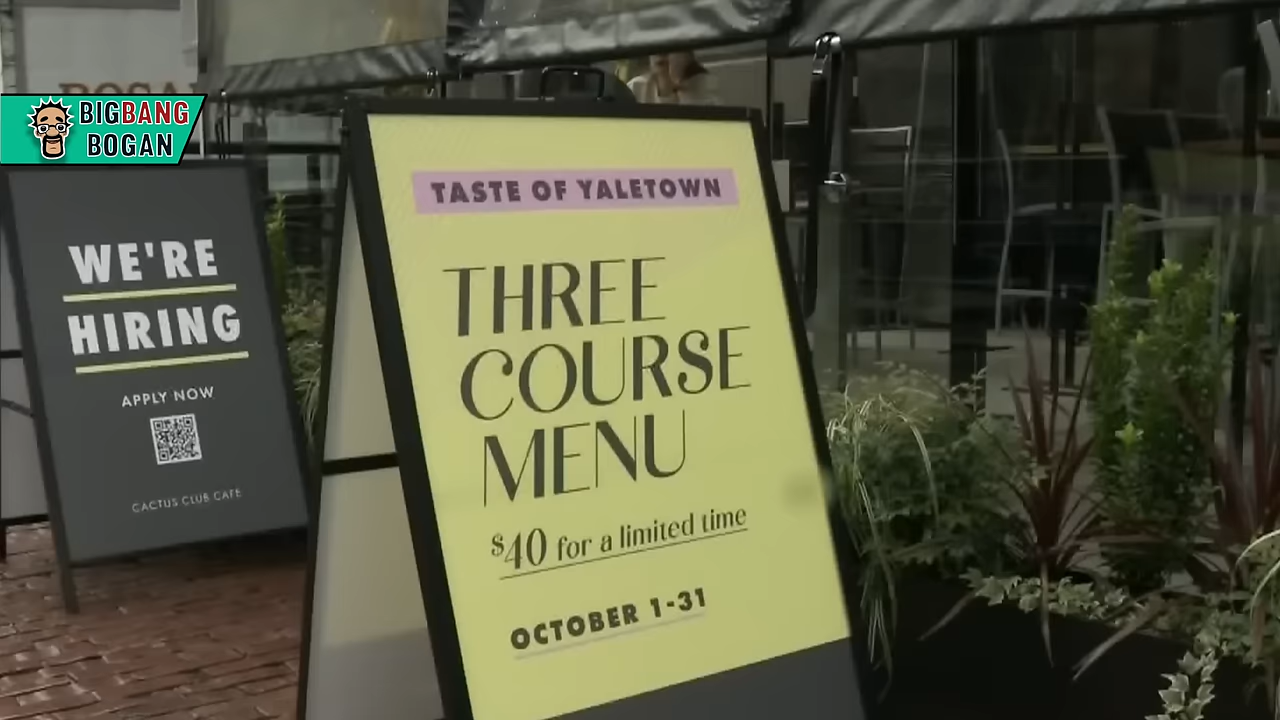 BIGBANG
BOGAN
WE'RE
HIRING
APPLY NOW
CACTUS CLUB CAFE
TASTE OF YALETOWN
THREE
COURSE
MENU
$40 for a limited time
OCTOBER 1-31